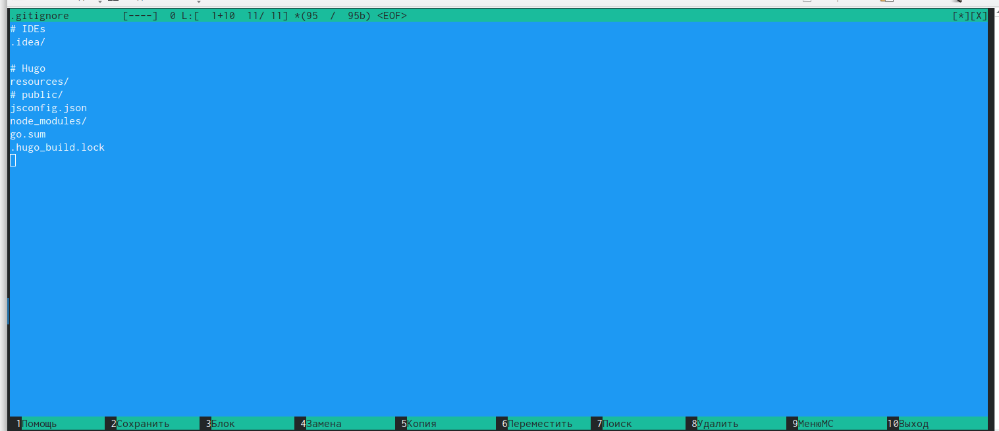 .gitignore [----] 0 L:[ 1+10 11/ 11] *(95 / 95b) <EOF> [*][X]
# IDEs
.idea/
# Hugo
resources/
# public/
jsconfig.json
node_modules/
go.sum
.hugo_build.lock
1Помощь 2Сохранить 3Блок 4Замена 5Копия 6Переместить 7Поиск 8Удалить 9МенюМС 10Выход